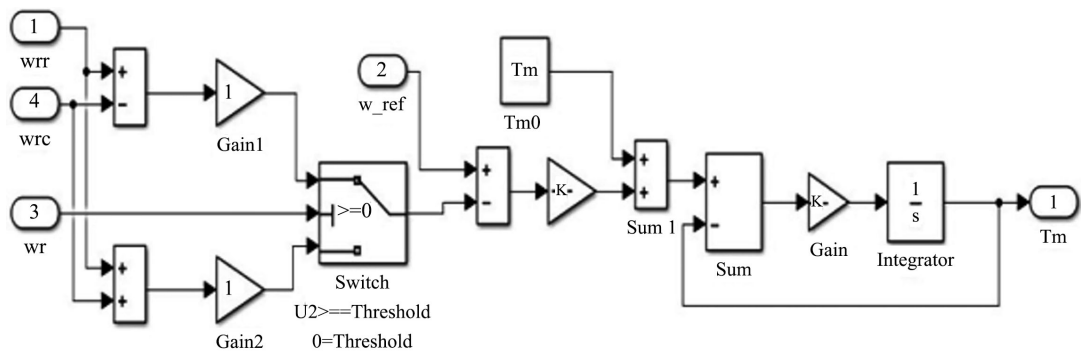 1
wrr
4
wrc
3
wr
+
-
+
+
1
Gain1
1
Gain2
>=0
Switch
U2>==Threshold
0=Threshold
2
w_ref
+
-
-K-
Tm
Tm0
+
+
Sum 1
+
-
Sum
K-
Gain
1
s
Integrator
1
Tm